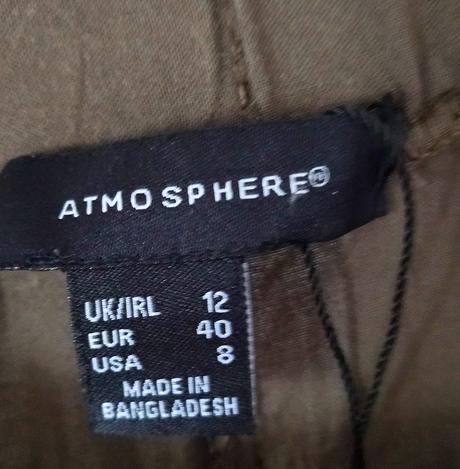 ATMOSPHERE®
UK/IRL 12
EUR 40
USA 8
MADE IN
BANGLADESH